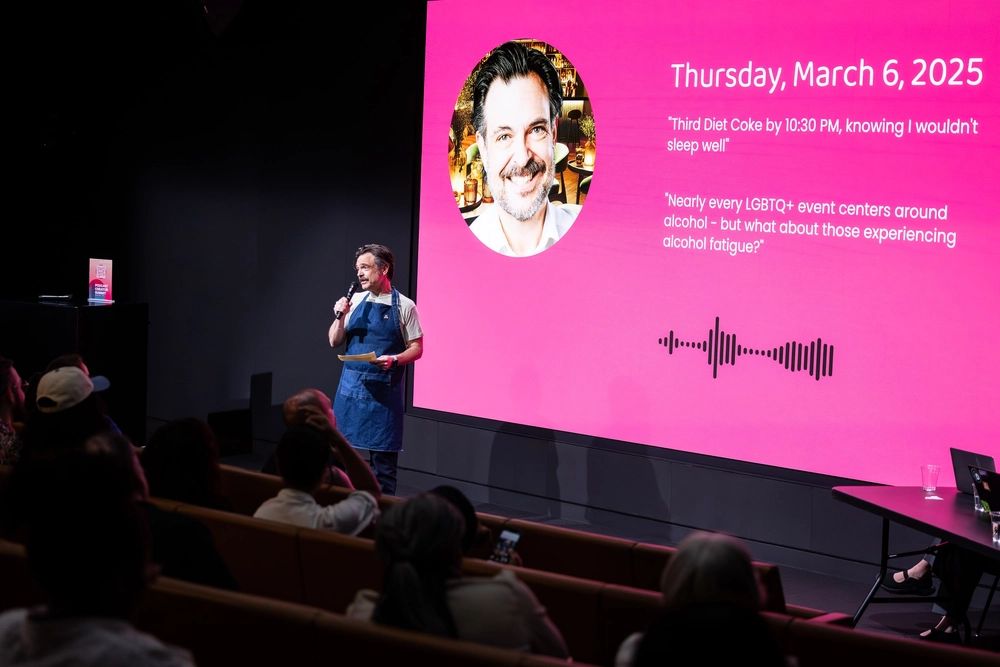 Thursday, March 6, 2025
"Third Diet Coke by 10:30 PM, knowing I wouldn't
sleep well"
"Nearly every LGBTQ+ event centers around
alcohol - but what about those experiencing
alcohol fatigue?"